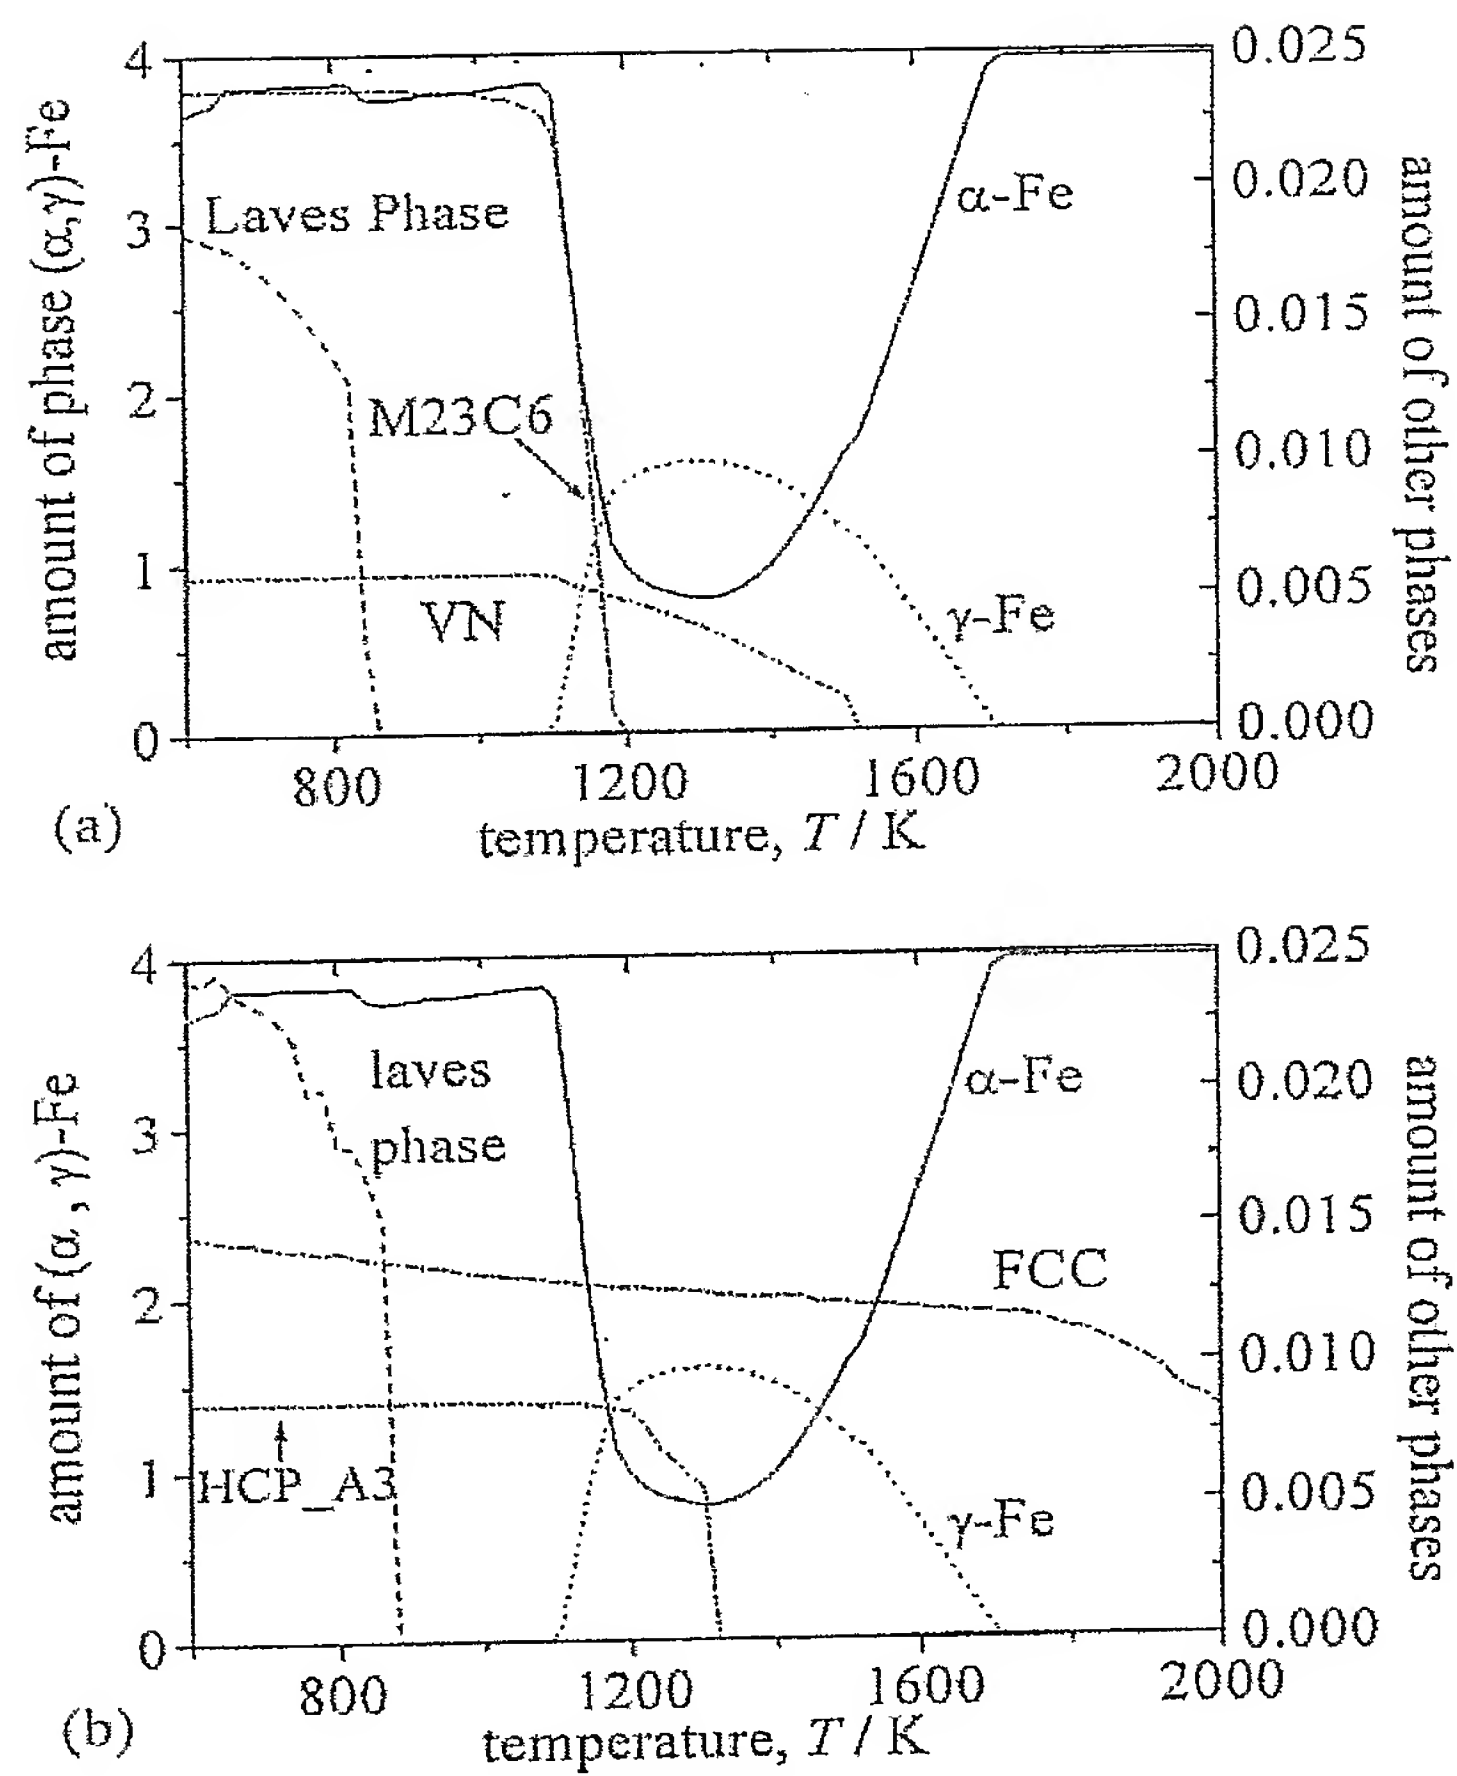 4
3
2
1
0
amount of phase (α,γ)-Fe
0.025
0.020
0.015
0.010
0.005
0.000
amount of other phases
Laves Phase
α-Fe
M23C6
VN
γ-Fe
800 1200 1600 2000
(a)
temperature, T / K
4
3
2
1
0
amount of (α, γ)-Fe
0.025
0.020
0.015
0.010
0.005
0.000
amount of other phases
laves
phase
α-Fe
FCC
HCP_A3
γ-Fe
800 1200 1600 2000
(b)
temperature, T / K